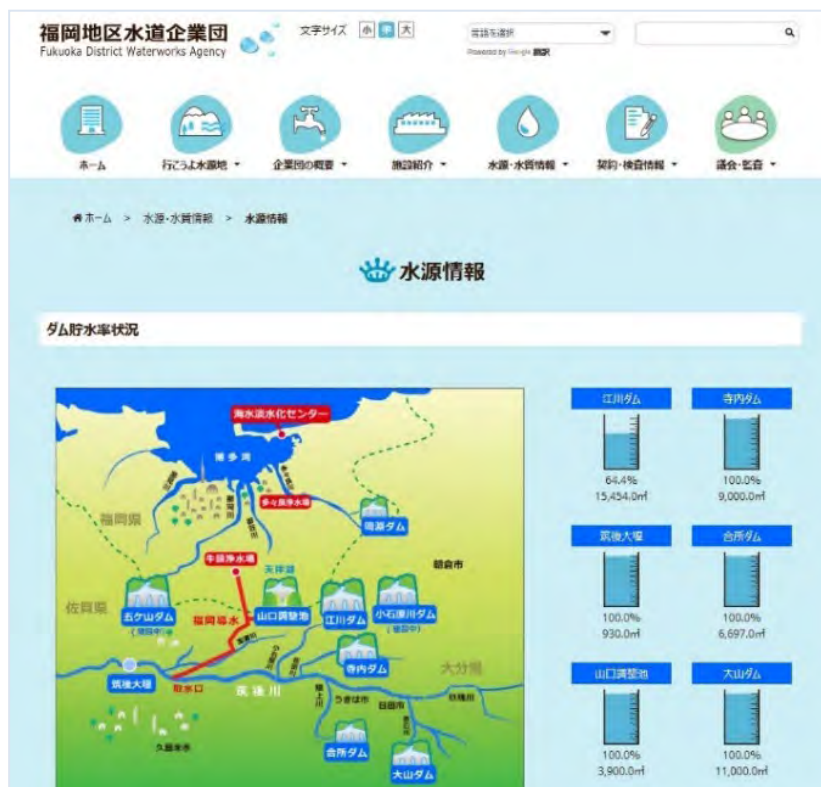 福岡地区水道企業団
Fukuoka District Waterworks Agency
文字サイズ 小 中 大
言語を選択
Powered by Google 翻訳
ホーム
行こうよ水源地
企業団の概要
施設紹介
水源・水質情報
契約・検査情報
議会・監査
ホーム > 水源・水質情報 > 水源情報
水源情報
ダム貯水率状況
海水淡水化センター
博多湾
多々良浄水場
福岡県
鳴淵ダム
牛頸浄水場
天拝湖
朝倉市
佐賀県
五ケ山ダム
福岡導水
山口調整池
江川ダム
小石原川ダム
(建設中)
寺内ダム
大分県
筑後大堰
取水口
筑後川
うきは市
日田市
久留米市
合所ダム
大山ダム
江川ダム
64.4%
15,454.0㎥
寺内ダム
100.0%
9,000.0㎥
筑後大堰
100.0%
930.0㎥
合所ダム
100.0%
6,697.0㎥
山口調整池
100.0%
3,900.0㎥
大山ダム
100.0%
11,000.0㎥